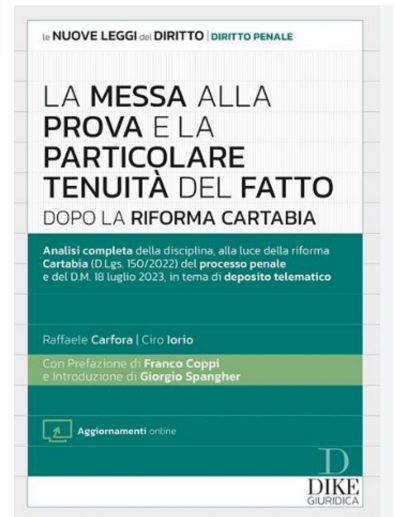 le NUOVE LEGGI del DIRITTO | DIRITTO PENALE
LA MESSA ALLA
PROVA E LA
PARTICOLARE
TENUITÀ DEL FATTO
DOPO LA RIFORMA CARTABIA
Analisi completa della disciplina, alla luce della riforma
Cartabia (D.Lgs. 150/2022) del processo penale
e del D.M. 18 luglio 2023, in tema di deposito telematico
Raffaele Carfora | Ciro Iorio
Con Prefazione di Franco Coppi
e Introduzione di Giorgio Spangher
Aggiornamenti online
D
DIKE
GIURIDICA